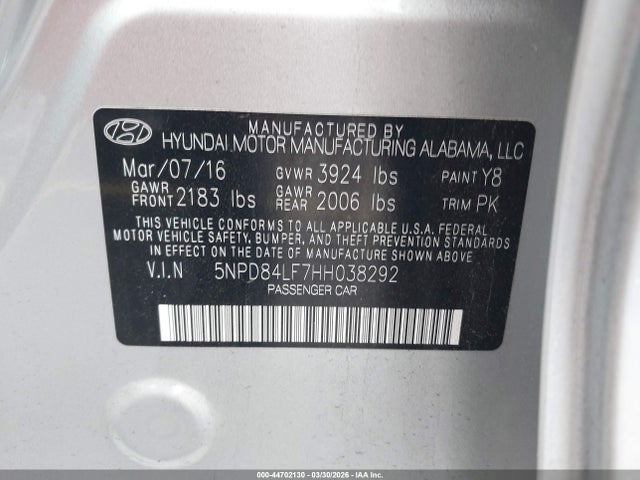 MANUFACTURED BY
HYUNDAI MOTOR MANUFACTURING ALABAMA, LLC
Mar/07/16 GVWR 3924 lbs PAINT Y8
GAWR FRONT 2183 lbs GAWR REAR 2006 lbs TRIM PK
THIS VEHICLE CONFORMS TO ALL APPLICABLE U.S.A. FEDERAL
MOTOR VEHICLE SAFETY, BUMPER, AND THEFT PREVENTION STANDARDS
IN EFFECT ON THE DATE OF MANUFACTURE SHOWN ABOVE.
V.I.N 5NPD84LF7HH038292
PASSENGER CAR
000-44702130 - 03/30/2026 - IAA Inc.